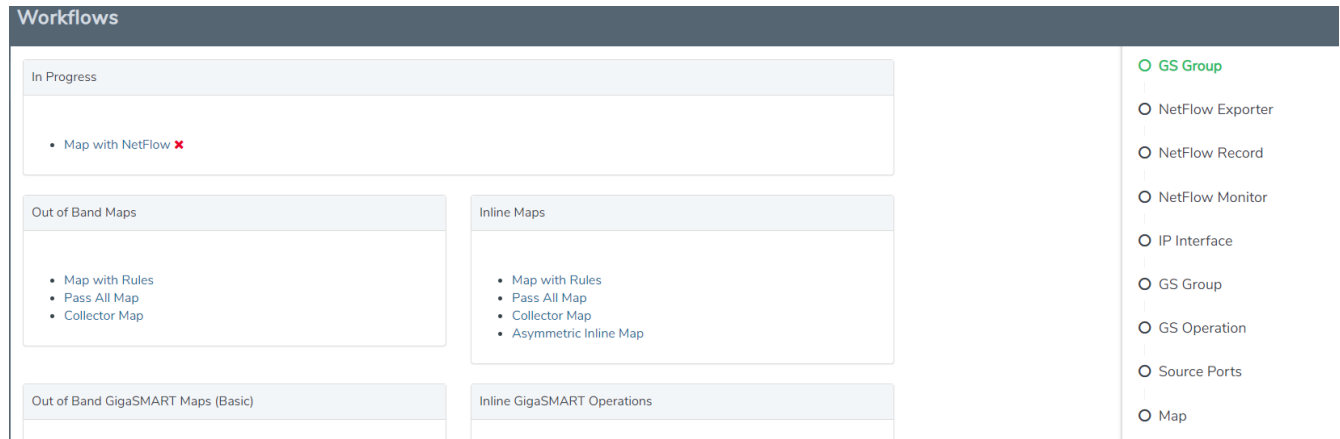 Workflows
In Progress
Map with NetFlow
Out of Band Maps
Map with Rules
Pass All Map
Collector Map
Inline Maps
Map with Rules
Pass All Map
Collector Map
Asymmetric Inline Map
Out of Band GigaSMART Maps (Basic)
Inline GigaSMART Operations
GS Group
NetFlow Exporter
NetFlow Record
NetFlow Monitor
IP Interface
GS Group
GS Operation
Source Ports
Map